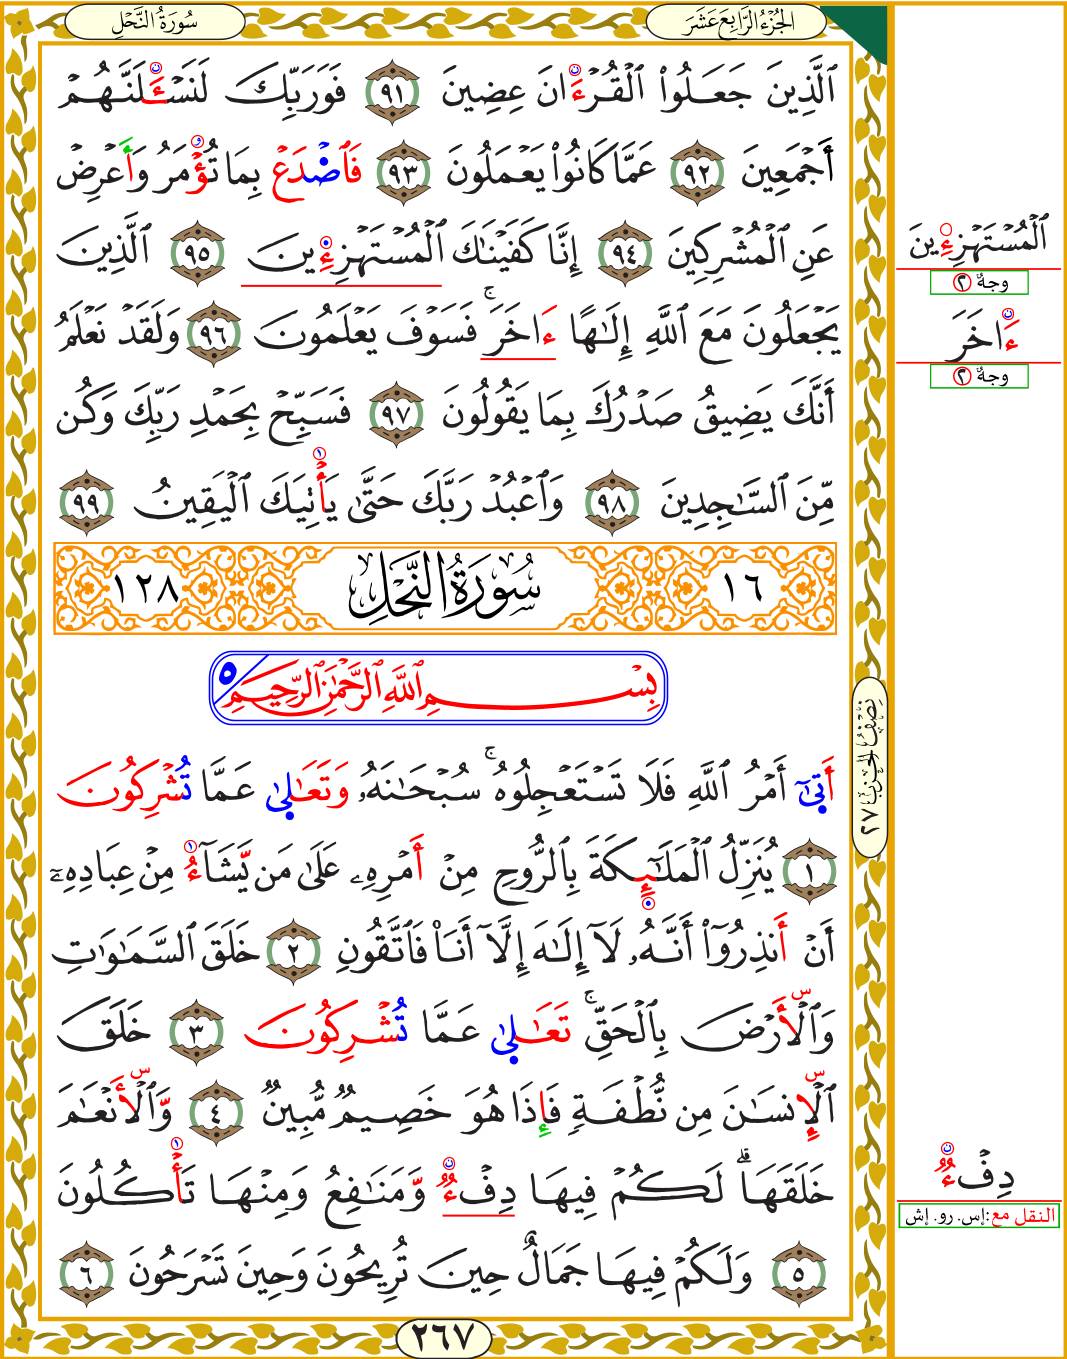 سُورَةُ النَّحْلِ
الجُزْءُ الرَّابِعَ عَشَرَ
ٱلَّذِينَ جَعَلُوا۟ ٱلْقُرْءَانَ عِضِينَ ٩١ فَوَرَبِّكَ لَنَسْـَٔلَنَّهُمْ
أَجْمَعِينَ ٩٢ عَمَّا كَانُوا۟ يَعْمَلُونَ ٩٣ فَٱصْدَعْ بِمَا تُؤْمَرُ وَأَعْرِضْ
عَنِ ٱلْمُشْرِكِينَ ٩٤ إِنَّا كَفَيْنَٰكَ ٱلْمُسْتَهْزِءِينَ ٩٥ ٱلَّذِينَ
يَجْعَلُونَ مَعَ ٱللَّهِ إِلَٰهًا ءَاخَرَ ۚ فَسَوْفَ يَعْلَمُونَ ٩٦ وَلَقَدْ نَعْلَمُ
أَنَّكَ يَضِيقُ صَدْرُكَ بِمَا يَقُولُونَ ٩٧ فَسَبِّحْ بِحَمْدِ رَبِّكَ وَكُن
مِّنَ ٱلسَّٰجِدِينَ ٩٨ وَٱعْبُدْ رَبَّكَ حَتَّىٰ يَأْتِيَكَ ٱلْيَقِينُ ٩٩
١٦ سُورَةُ النَّحْلِ ١٢٨
بِسْمِ ٱللَّهِ ٱلرَّحْمَٰنِ ٱلرَّحِيمِ ٥
أَتَىٰٓ أَمْرُ ٱللَّهِ فَلَا تَسْتَعْجِلُوهُ ۚ سُبْحَٰنَهُۥ وَتَعَٰلَىٰ عَمَّا تُشْرِكُونَ
١ يُنَزِّلُ ٱلْمَلَٰٓئِكَةَ بِٱلرُّوحِ مِنْ أَمْرِهِۦ عَلَىٰ مَن يَّشَآءُ مِنْ عِبَادِهِۦٓ
أَنْ أَنذِرُوٓا۟ أَنَّهُۥ لَآ إِلَٰهَ إِلَّآ أَنَا۠ فَٱتَّقُونِ ٢ خَلَقَ ٱلسَّمَٰوَٰتِ
وَٱلْأَرْضَ بِٱلْحَقِّ ۚ تَعَٰلَىٰ عَمَّا تُشْرِكُونَ ٣ خَلَقَ
ٱلْإِنسَٰنَ مِن نُّطْفَةٍ فَإِذَا هُوَ خَصِيمٌ مُّبِينٌ ٤ وَّٱلْأَنْعَٰمَ
خَلَقَهَا ۗ لَكُمْ فِيهَا دِفْءٌ وَّمَنَٰفِعُ وَمِنْهَا تَأْكُلُونَ
٥ وَلَكُمْ فِيهَا جَمَالٌ حِينَ تُرِيحُونَ وَحِينَ تَسْرَحُونَ ٦
٢٦٧
نِصْفُ الحِزْبِ ٢٧
ٱلْمُسْتَهْزِءِينَ
٢ وجهٌ
ءَاخَرَ
٢ وجهٌ
دِفْءٌ
النقل مع: إس. رو. إش